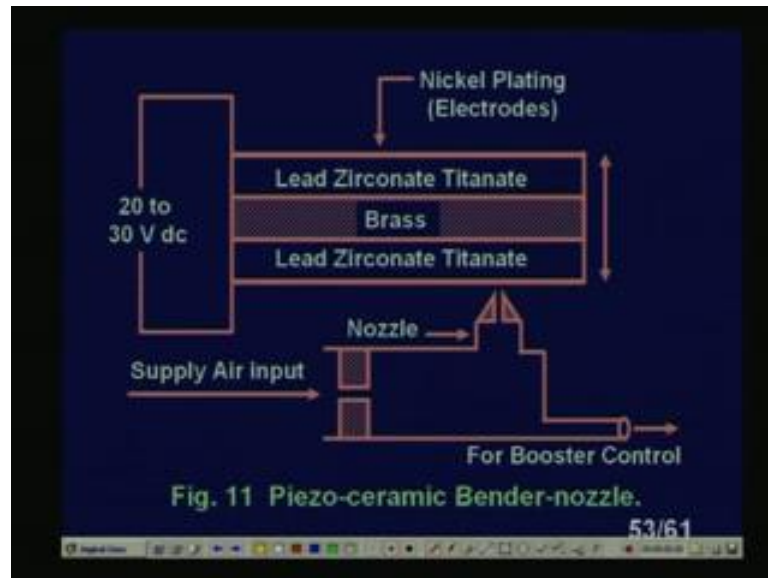 Nickel Plating
(Electrodes)
Lead Zirconate Titanate
20 to
30 V dc
Brass
Lead Zirconate Titanate
Nozzle
Supply Air input
For Booster Control
Fig. 11 Piezo-ceramic Bender-nozzle.
53/61